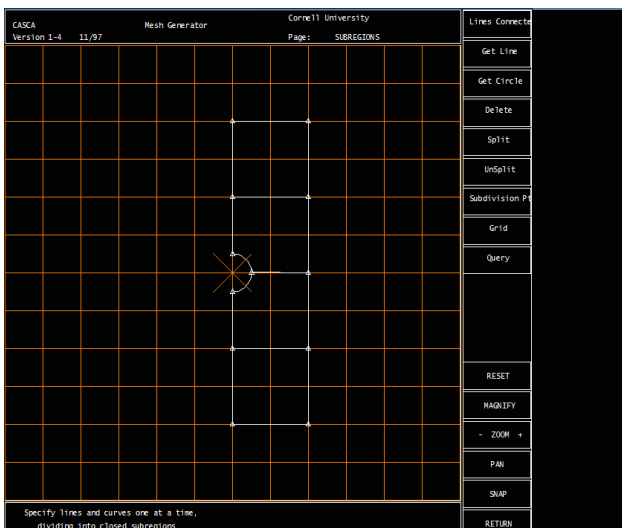 CASCA Mesh Generator Cornell University
Version 1-4 11/97 Page: SUBREGIONS
Lines Connecte
Get Line
Get Circle
Delete
Split
UnSplit
Subdivision Pt
Grid
Query
RESET
MAGNIFY
- ZOOM +
PAN
SNAP
RETURN
Specify lines and curves one at a time,
dividing into closed subregions